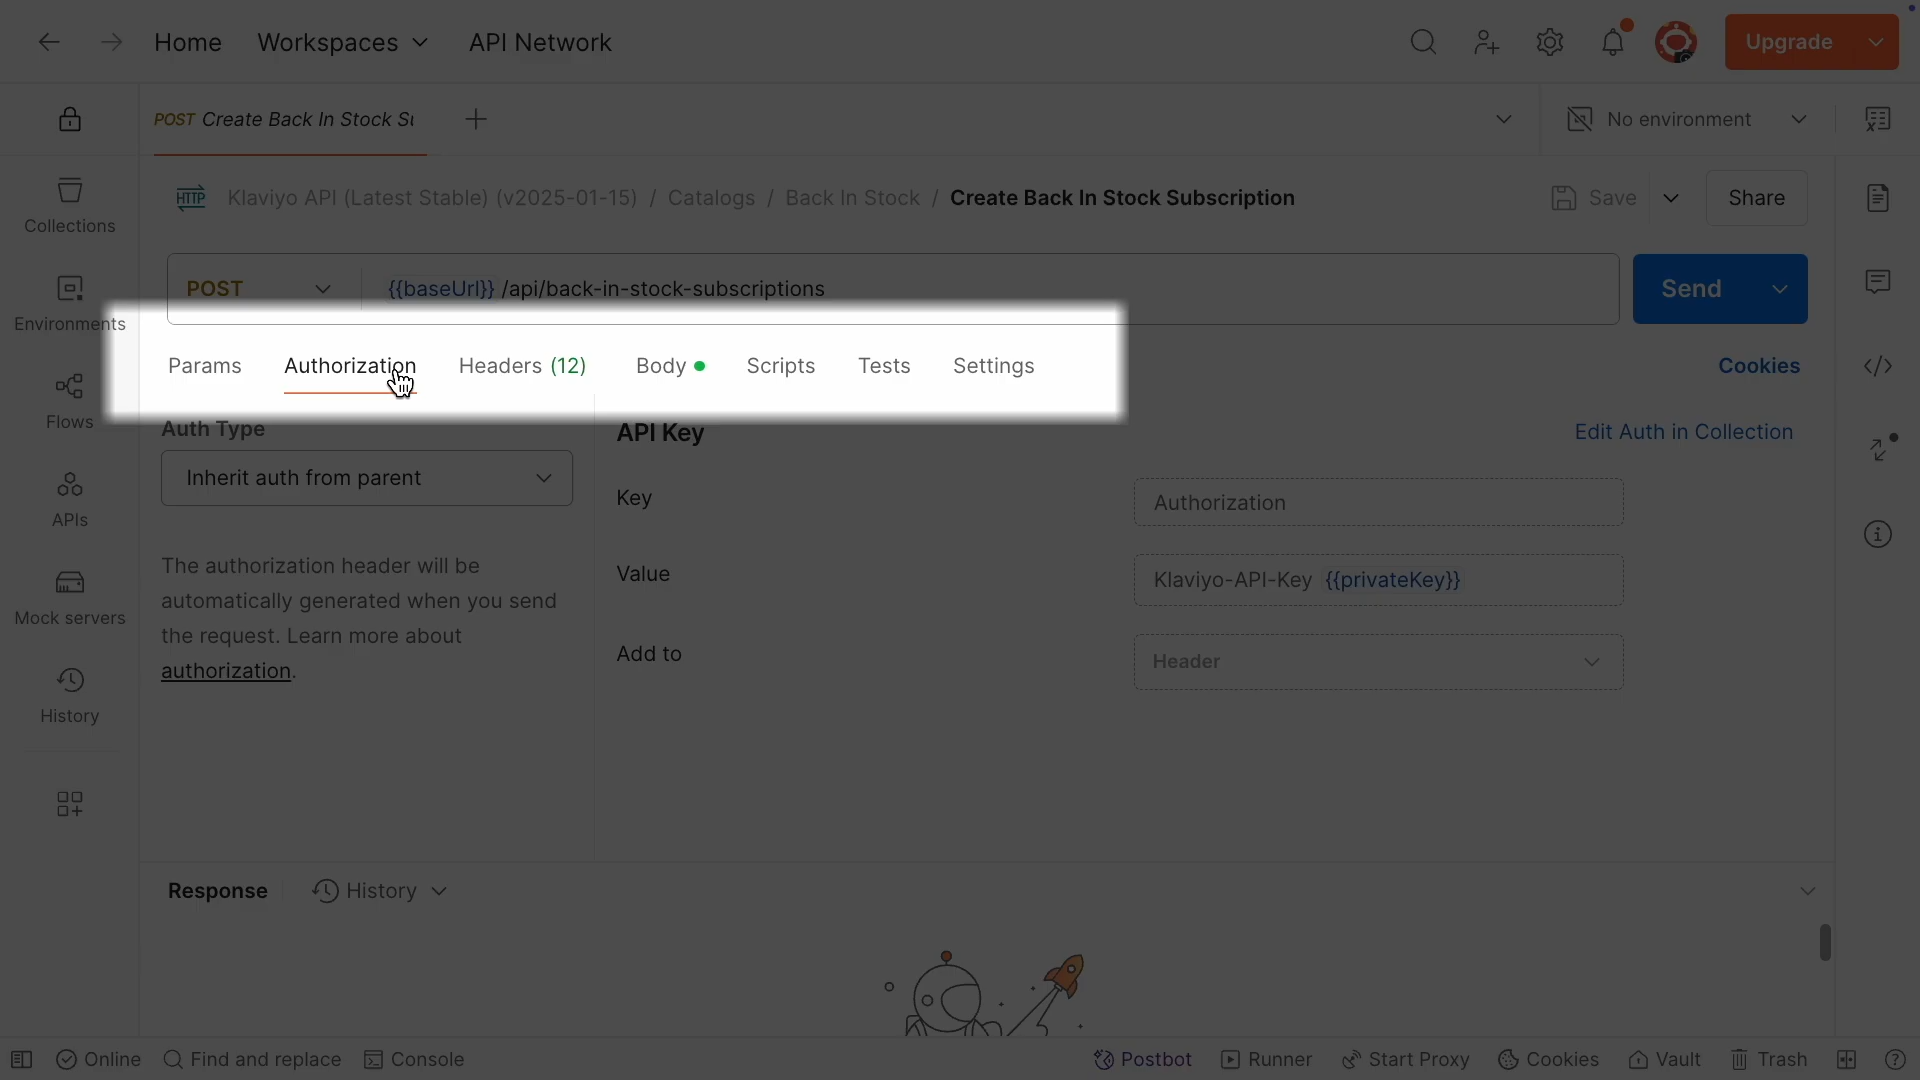 Home Workspaces API Network Upgrade
POST Create Back In Stock Su No environment
HTTP Klaviyo API (Latest Stable) (v2025-01-15) / Catalogs / Back In Stock / Create Back In Stock Subscription Save Share
Collections
Environments
Flows
APIs
Mock servers
History
POST {{baseUrl}} /api/back-in-stock-subscriptions Send
Params Authorization Headers (12) Body Scripts Tests Settings Cookies
Auth Type
Inherit auth from parent
The authorization header will be
automatically generated when you send
the request. Learn more about
authorization.
API Key Edit Auth in Collection
Key Authorization
Value Klaviyo-API-Key {{privateKey}}
Add to Header
Response History
Online Find and replace Console Postbot Runner Start Proxy Cookies Vault Trash